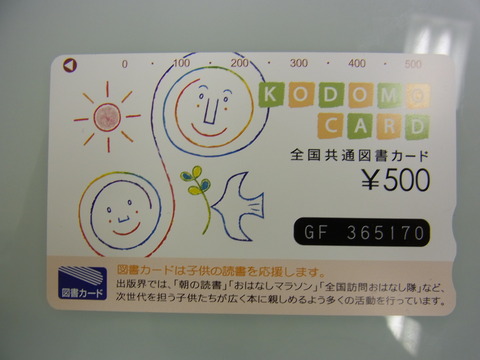 0 · 100 · 200 · 300 · 400 · 500
KODOMO
CARD
全国共通図書カード
¥500
GF 365170
図書カードは子供の読書を応援します。
出版界では、「朝の読書」「おはなしマラソン」「全国訪問おはなし隊」など、
次世代を担う子供たちが広く本に親しめるよう多くの活動を行っています。
図書カード